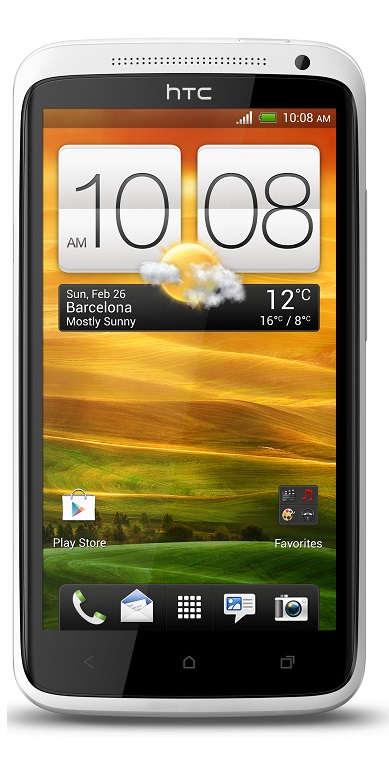 hTC
10:08 AM
AM 10 08
Sun, Feb 26
Barcelona
Mostly Sunny
12°C
16°C / 8°C
Play Store
Favorites